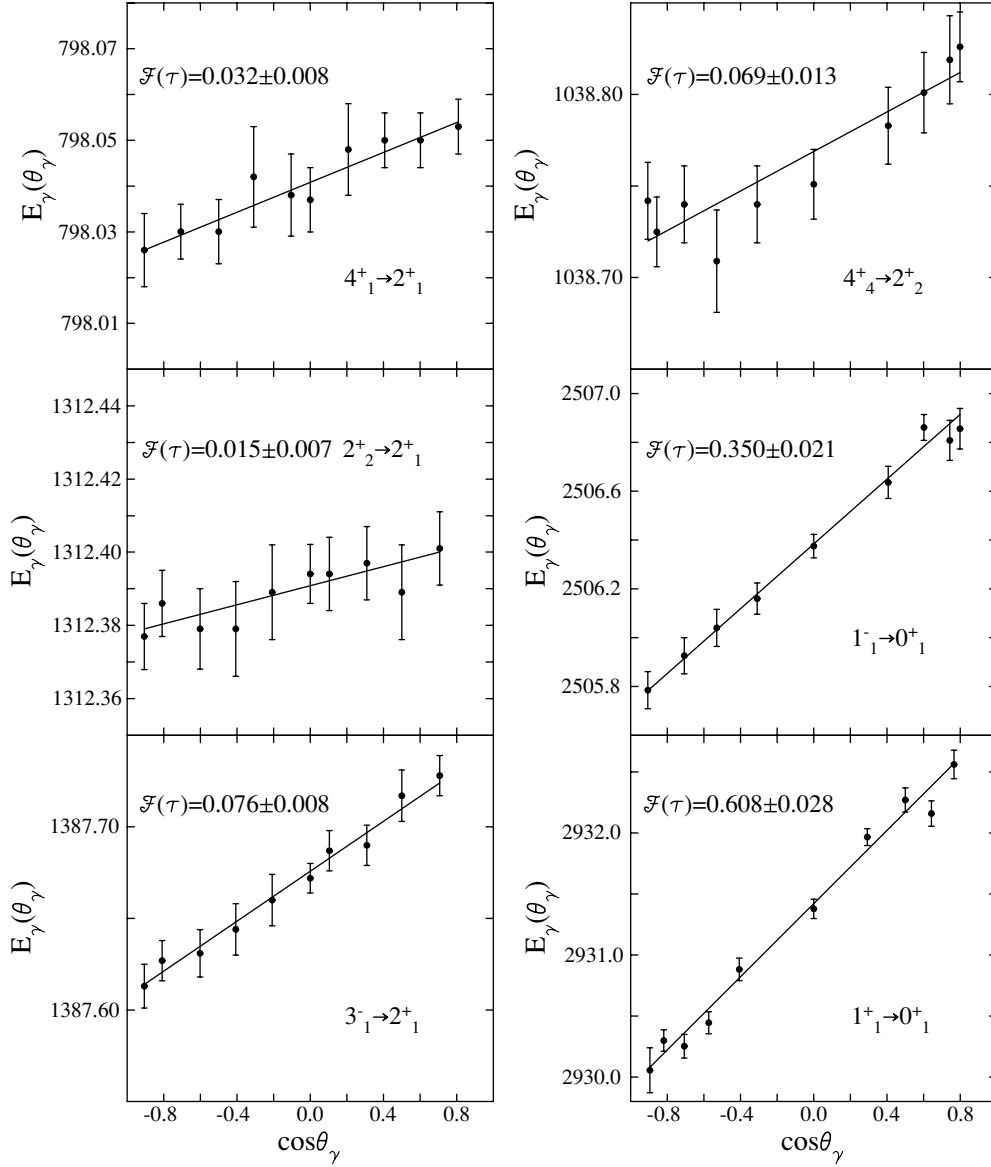 798.07
ℱ(τ)=0.032±0.008
798.05
E_γ(θ_γ)
798.03
4⁺₁→2⁺₁
798.01
1038.80
ℱ(τ)=0.069±0.013
E_γ(θ_γ)
1038.70
4⁺₄→2⁺₂
1312.44
ℱ(τ)=0.015±0.007 2⁺₂→2⁺₁
1312.42
E_γ(θ_γ)
1312.40
1312.38
1312.36
2507.0
ℱ(τ)=0.350±0.021
2506.6
E_γ(θ_γ)
2506.2
1⁻₁→0⁺₁
2505.8
ℱ(τ)=0.076±0.008
1387.70
E_γ(θ_γ)
1387.60
3⁻₁→2⁺₁
-0.8 -0.4 0.0 0.4 0.8
cosθ_γ
ℱ(τ)=0.608±0.028
2932.0
E_γ(θ_γ)
2931.0
1⁺₁→0⁺₁
2930.0
-0.8 -0.4 0.0 0.4 0.8
cosθ_γ